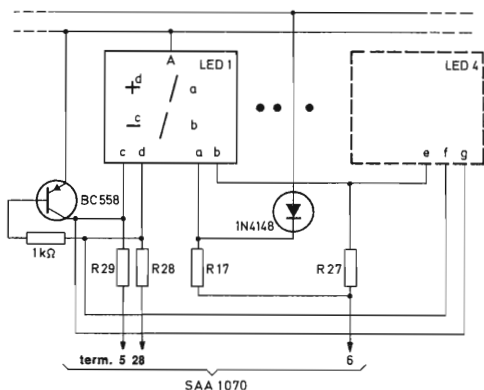 A
LED 1
LED 4
+ d
a
− c
b
c d a b
e f g
BC558
1N4148
1kΩ
R29
R28
R17
R27
term. 5 28
6
SAA 1070